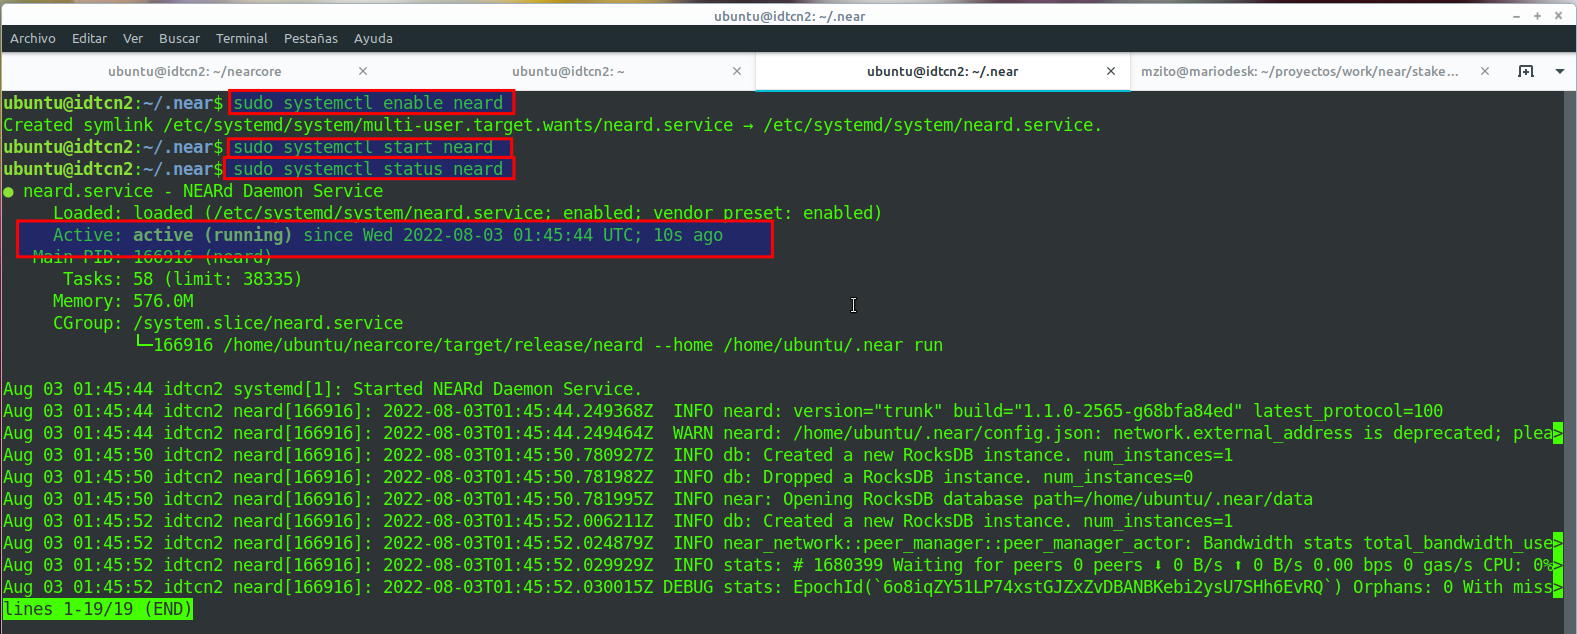 ubuntu@idtcn2: ~/.near
Archivo Editar Ver Buscar Terminal Pestañas Ayuda
ubuntu@idtcn2: ~/nearcore × ubuntu@idtcn2: ~ × ubuntu@idtcn2: ~/.near × mzito@mariodesk: ~/proyectos/work/near/stake... ×
ubuntu@idtcn2:~/.near$ sudo systemctl enable neard
Created symlink /etc/systemd/system/multi-user.target.wants/neard.service → /etc/systemd/system/neard.service.
ubuntu@idtcn2:~/.near$ sudo systemctl start neard
ubuntu@idtcn2:~/.near$ sudo systemctl status neard
● neard.service - NEARd Daemon Service
Loaded: loaded (/etc/systemd/system/neard.service; enabled; vendor preset: enabled)
Active: active (running) since Wed 2022-08-03 01:45:44 UTC; 10s ago
Main PID: 166916 (neard)
Tasks: 58 (limit: 38335)
Memory: 576.0M
CGroup: /system.slice/neard.service
└─166916 /home/ubuntu/nearcore/target/release/neard --home /home/ubuntu/.near run
Aug 03 01:45:44 idtcn2 systemd[1]: Started NEARd Daemon Service.
Aug 03 01:45:44 idtcn2 neard[166916]: 2022-08-03T01:45:44.249368Z  INFO neard: version="trunk" build="1.1.0-2565-g68bfa84ed" latest_protocol=100
Aug 03 01:45:44 idtcn2 neard[166916]: 2022-08-03T01:45:44.249464Z  WARN neard: /home/ubuntu/.near/config.json: network.external_address is deprecated; plea>
Aug 03 01:45:50 idtcn2 neard[166916]: 2022-08-03T01:45:50.780927Z  INFO db: Created a new RocksDB instance. num_instances=1
Aug 03 01:45:50 idtcn2 neard[166916]: 2022-08-03T01:45:50.781982Z  INFO db: Dropped a RocksDB instance. num_instances=0
Aug 03 01:45:50 idtcn2 neard[166916]: 2022-08-03T01:45:50.781995Z  INFO near: Opening RocksDB database path=/home/ubuntu/.near/data
Aug 03 01:45:52 idtcn2 neard[166916]: 2022-08-03T01:45:52.006211Z  INFO db: Created a new RocksDB instance. num_instances=1
Aug 03 01:45:52 idtcn2 neard[166916]: 2022-08-03T01:45:52.024879Z  INFO near_network::peer_manager::peer_manager_actor: Bandwidth stats total_bandwidth_use>
Aug 03 01:45:52 idtcn2 neard[166916]: 2022-08-03T01:45:52.029929Z  INFO stats: # 1680399 Waiting for peers 0 peers ⬇ 0 B/s ⬆ 0 B/s 0.00 bps 0 gas/s CPU: 0%>
Aug 03 01:45:52 idtcn2 neard[166916]: 2022-08-03T01:45:52.030015Z DEBUG stats: EpochId(`6o8iqZY51LP74xstGJZxZvDBANBKebi2ysU7SHh6EvRQ`) Orphans: 0 With miss>
lines 1-19/19 (END)